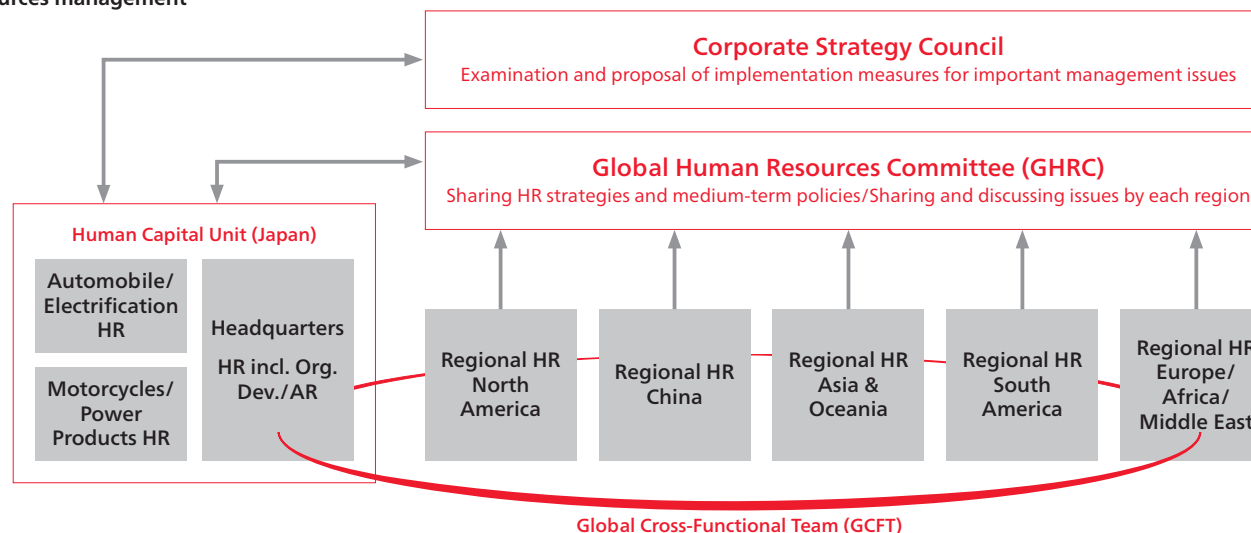 urces management
Corporate Strategy Council
Examination and proposal of implementation measures for important management issues
Global Human Resources Committee (GHRC)
Sharing HR strategies and medium-term policies/Sharing and discussing issues by each region
Human Capital Unit (Japan)
Automobile/
Electrification
HR
Motorcycles/
Power
Products HR
Headquarters
HR incl. Org.
Dev./AR
Regional HR
North
America
Regional HR
China
Regional HR
Asia &
Oceania
Regional HR
South
America
Regional HR
Europe/
Africa/
Middle East
Global Cross-Functional Team (GCFT)